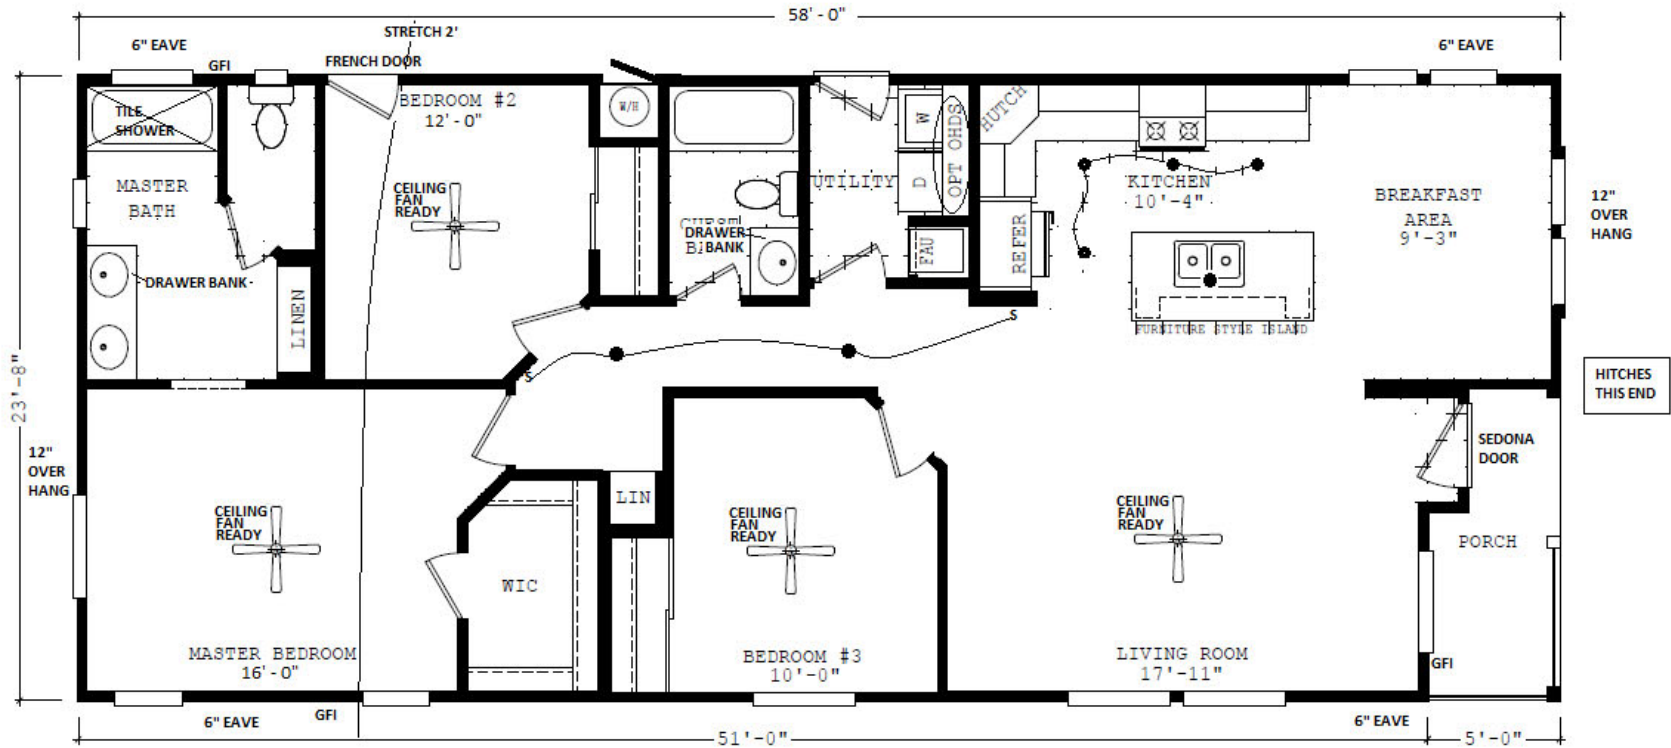 58'-0"
STRETCH 2'
6" EAVE
GFI
FRENCH DOOR
6" EAVE
TILE
SHOWER
BEDROOM #2
12'-0"
W/H
W
OPT OHDS
HUTCH
MASTER
BATH
CEILING
FAN
READY
UTILITY
D
KITCHEN
10'-4"
BREAKFAST
AREA
9'-3"
12"
OVER
HANG
DRAWER
BANK
FAU
REFER
DRAWER BANK
LINEN
S
FURNITURE STYLE ISLAND
S
23'-8"
HITCHES
THIS END
12"
OVER
HANG
SEDONA
DOOR
LIN
CEILING
FAN
READY
CEILING
FAN
READY
CEILING
FAN
READY
PORCH
WIC
MASTER BEDROOM
16'-0"
BEDROOM #3
10'-0"
LIVING ROOM
17'-11"
GFI
6" EAVE
GFI
6" EAVE
51'-0"
5'-0"